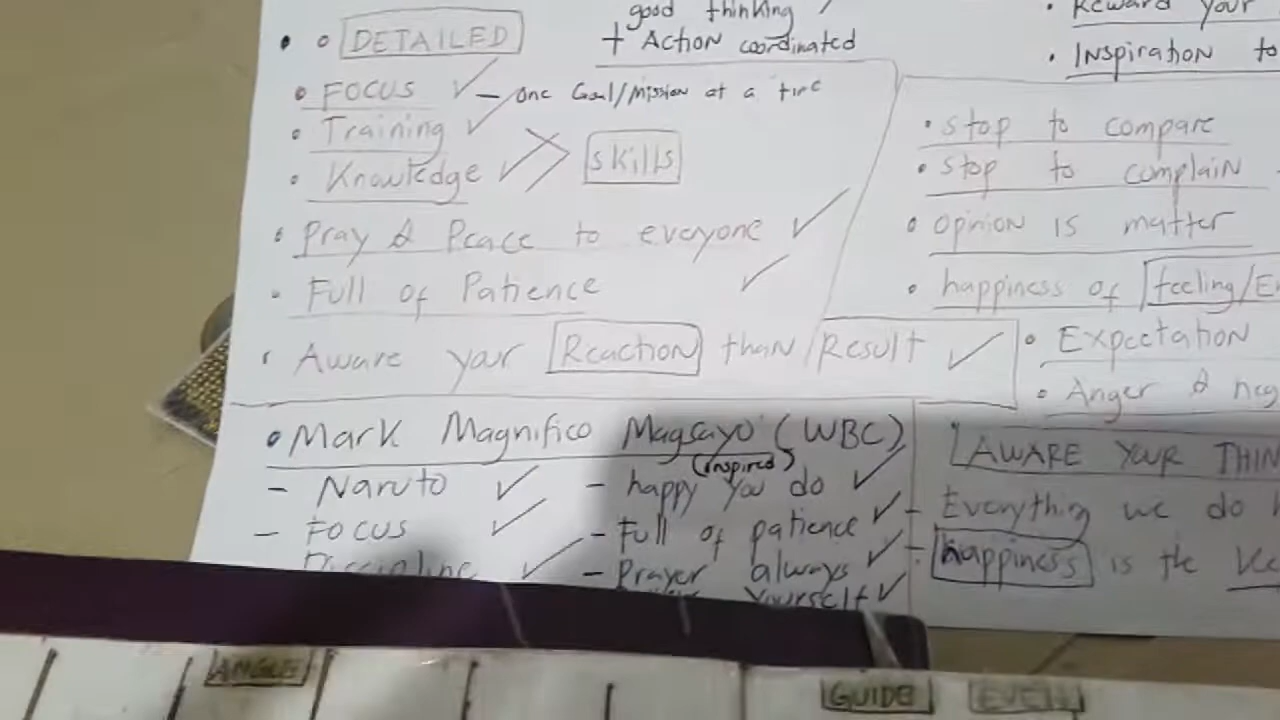 good thinking
• o DETAILED
+ Action coordinated
• FOCUS ✓ - one Goal/Mission at a time
• Training ✓
• Knowledge ✓
skills
• Pray & Peace to everyone ✓
• Full of Patience ✓
• Aware your Reaction than Result ✓
• Reward your
• Inspiration to
• stop to compare
• stop to complain
• opinion is matter
• happiness of feeling/
• Expectation
• Anger &
• Mark Magnifico Magsayo (WBC)
(inspired)
- Naruto ✓
- FOCUS ✓
Discipline ✓
- happy you do ✓
- Full of patience ✓
- Prayer always ✓
yourself ✓
AWARE YOUR
- Everything we do
- happiness is the
ANGLE
GUIDE